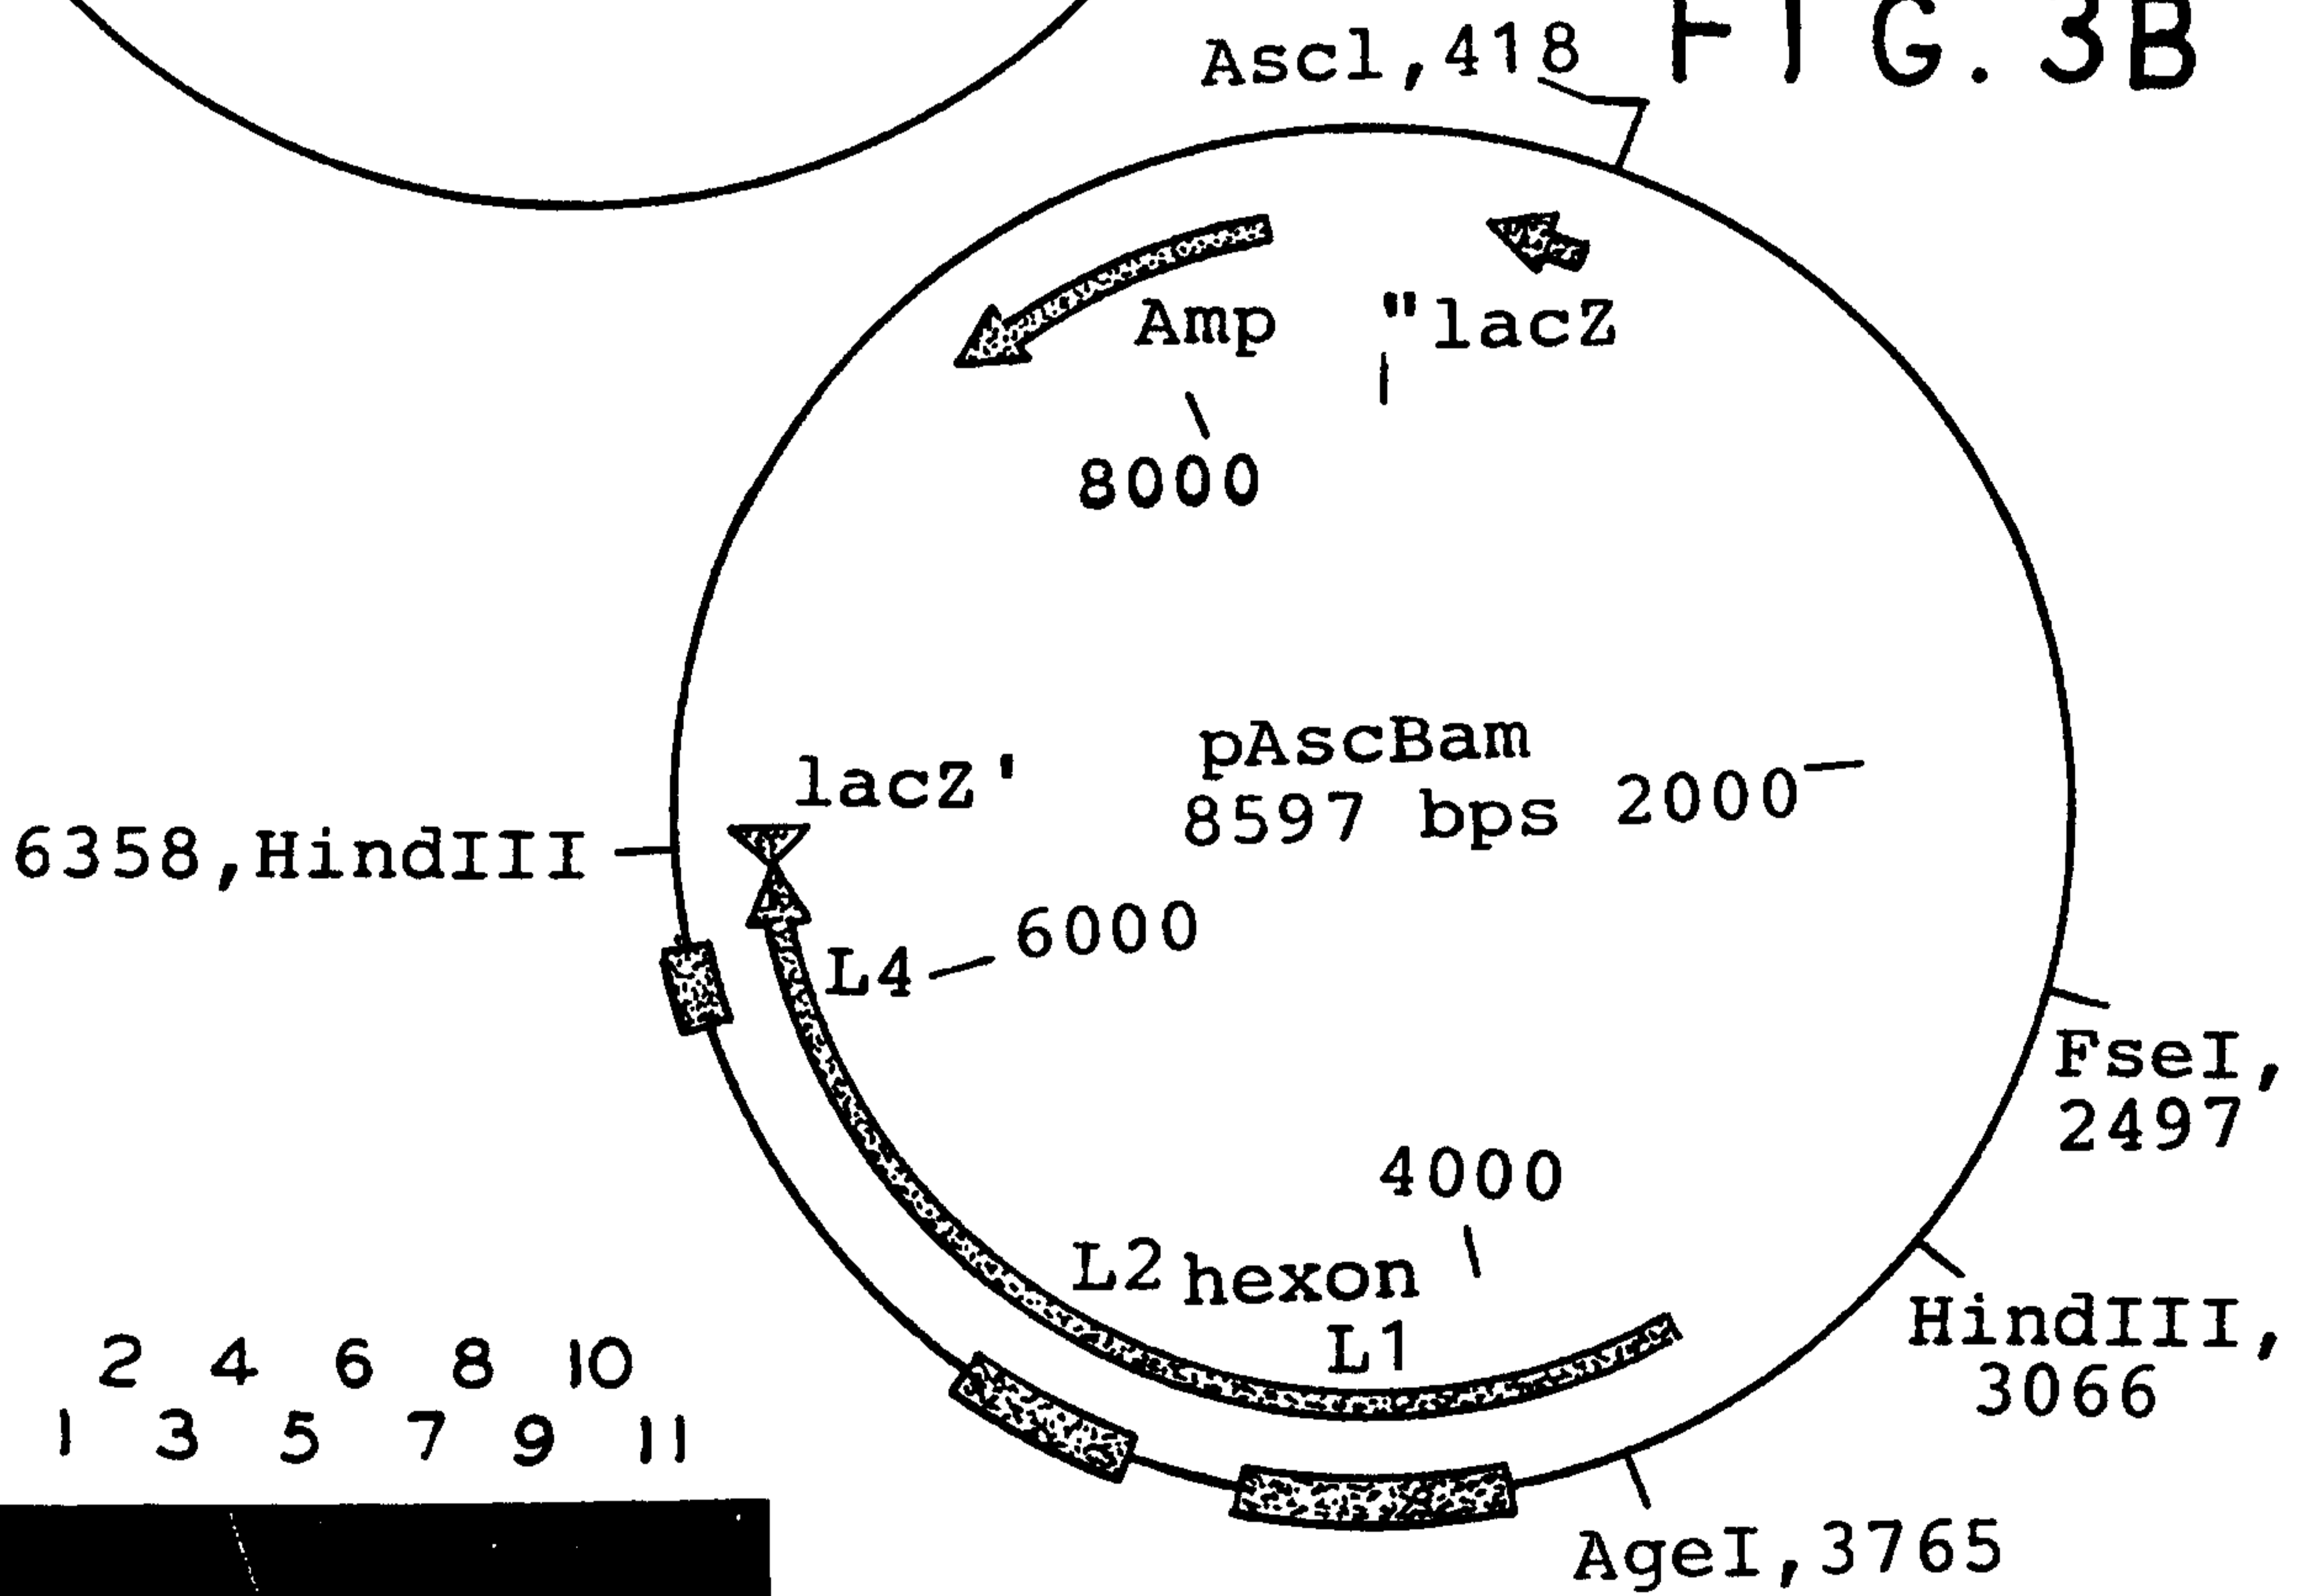 FIG. 3B
Asc1,418
Amp
"lacZ
8000
pAscBam
8597 bps
2000
lacZ'
6358,HindIII
L4
6000
FseI,
2497
4000
L2
hexon
L1
HindIII,
3066
AgeI,3765
2 4 6 8 10
1 3 5 7 9 11